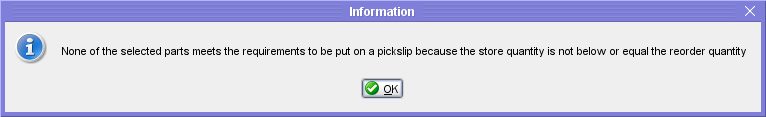 Information
None of the selected parts meets the requirements to be put on a pickslip because the store quantity is not below or equal the reorder quantity
OK